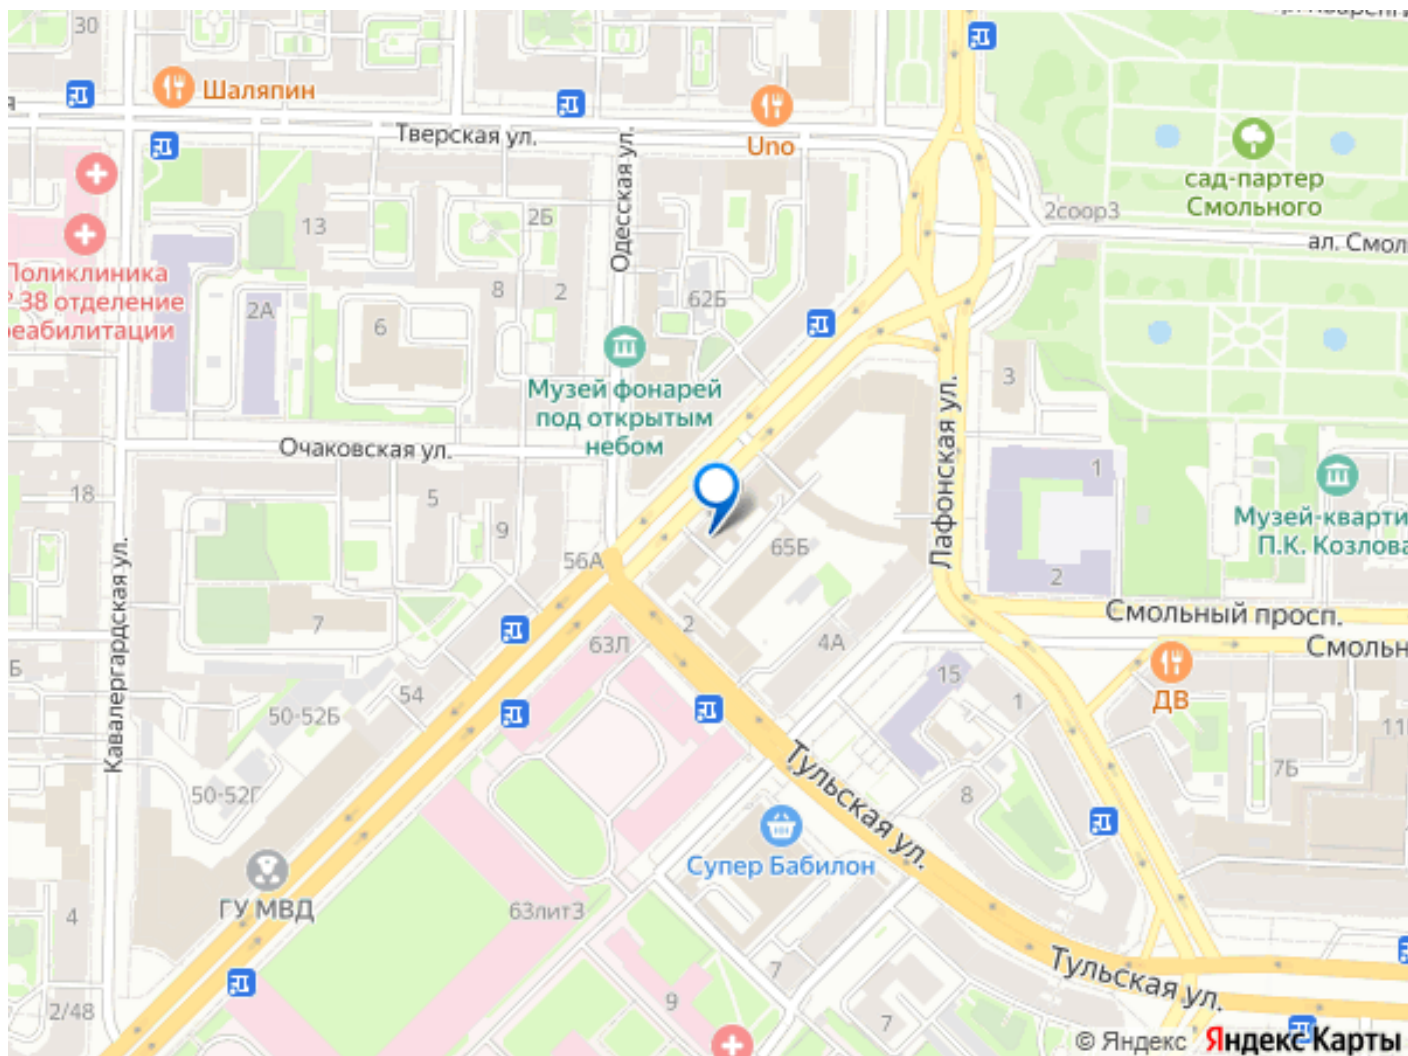 30
Шаляпин
Тверская ул.
Uno
Одесская ул.
сад-партер
Смольного
2соор3
ал. Смол
13
2Б
8
2
62Б
Поликлиника
38 отделение
реабилитации
2А
6
Музей фонарей
под открытым
небом
3
Лафонская ул.
Очаковская ул.
18
5
9
1
Музей-кварти
П.К. Козлова
56А
65Б
2
Кавалергардская ул.
7
63Л
2
4А
Смольный просп.
Смольн
Б
54
50-52Б
15
1
ДВ
11
7Б
50-52Г
8
Тульская ул.
Супер Бабилон
ГУ МВД
4
63литЗ
7
Тульская ул.
2/48
9
7
© Яндекс Яндекс Карты